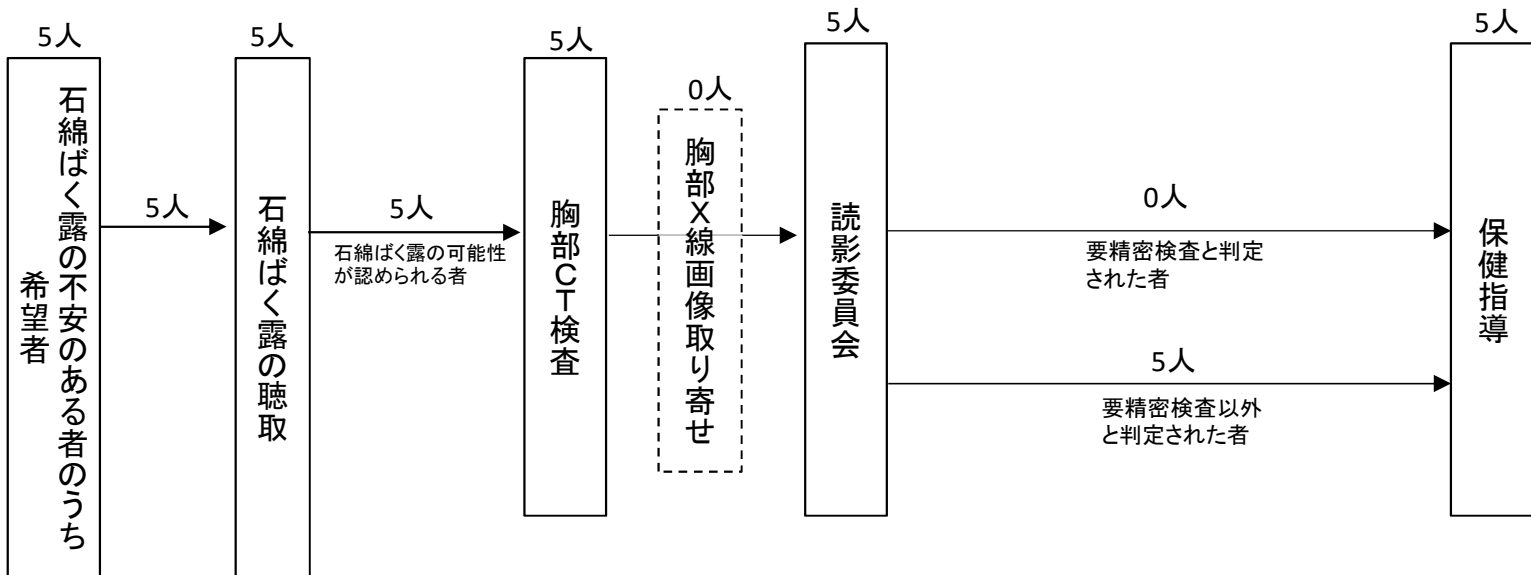 5人
石綿ばく露の不安のある者のうち
希望者
5人
5人
石綿ばく露の聴取
5人
石綿ばく露の可能性
が認められる者
5人
胸部CT検査
0人
胸部X線画像取り寄せ
5人
読影委員会
0人
要精密検査と判定
された者
5人
要精密検査以外
と判定された者
5人
保健指導